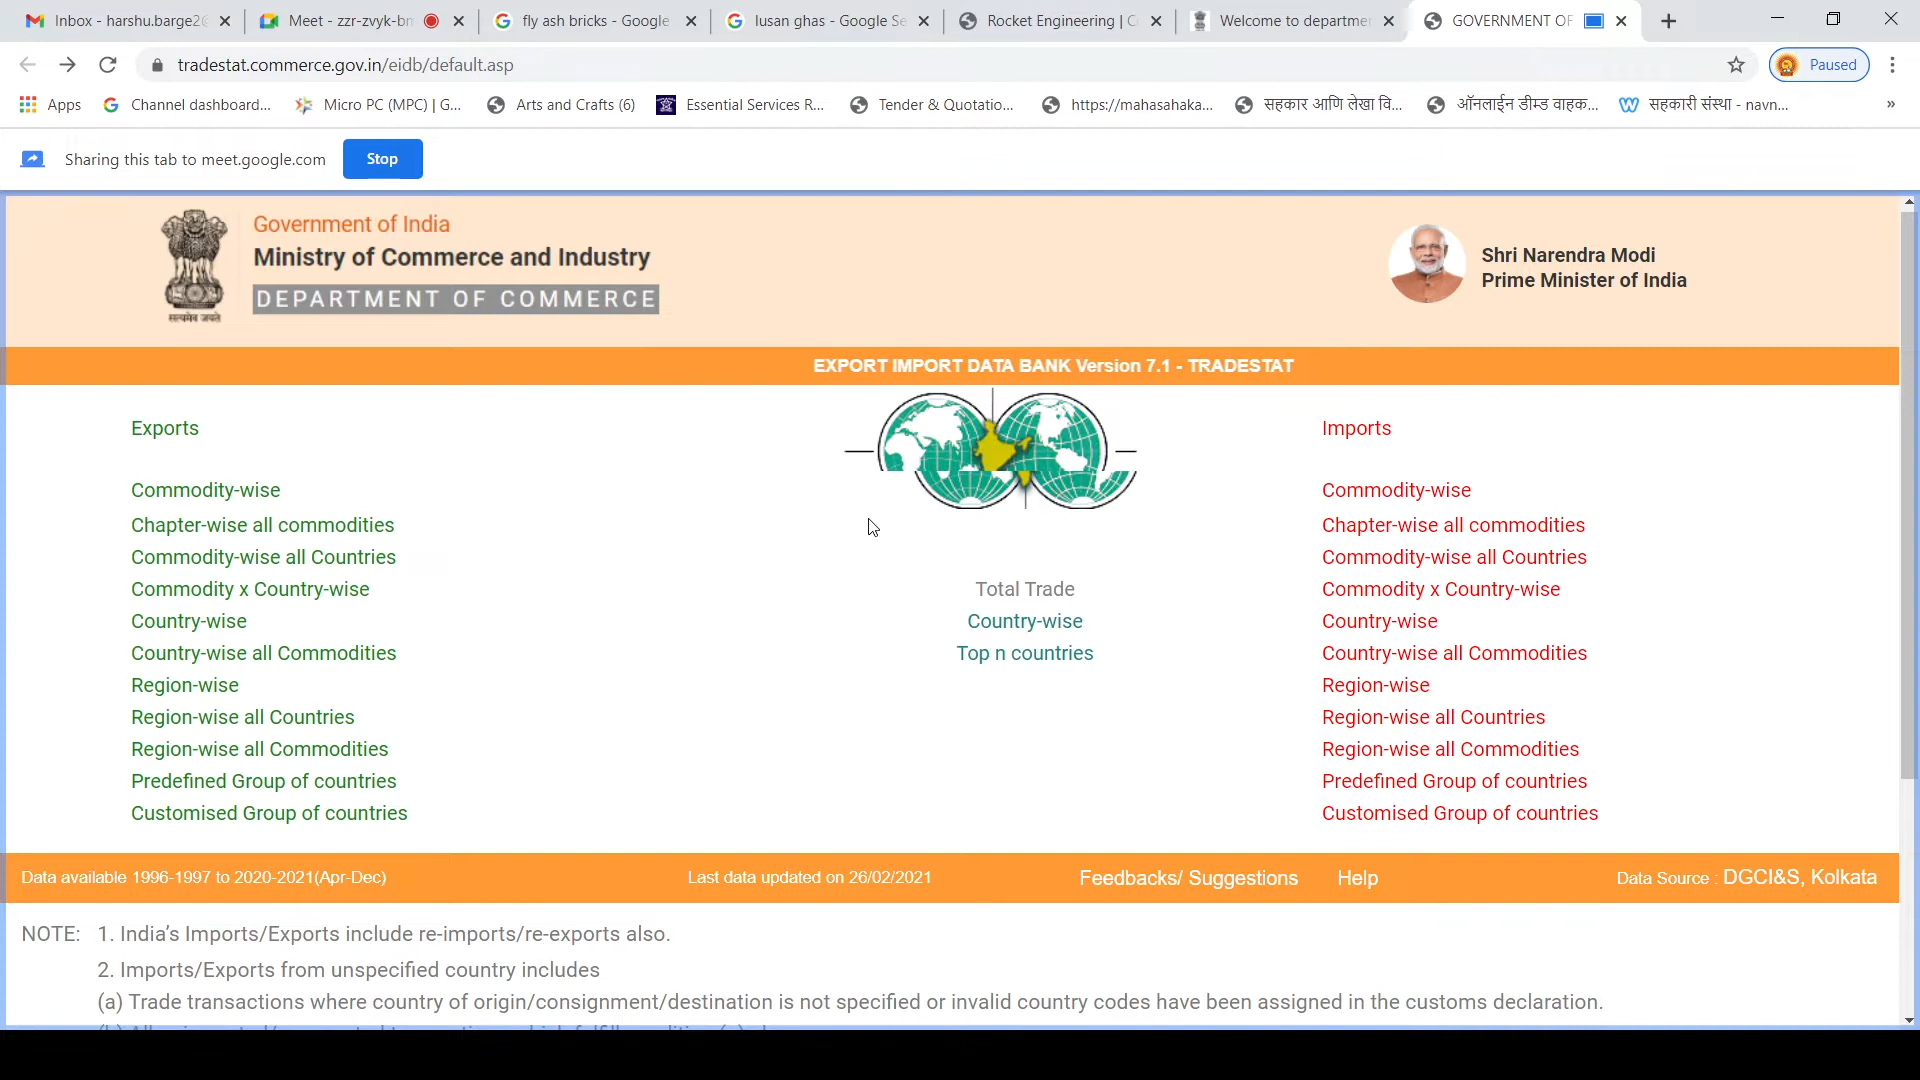 Inbox - harshu.barge2
Meet - zzr-zvyk-bn
fly ash bricks - Google
lusan ghas - Google Se
Rocket Engineering | C
Welcome to departme
GOVERNMENT OF
tradestat.commerce.gov.in/eidb/default.asp
Paused
Apps
Channel dashboard...
Micro PC (MPC) | G...
Arts and Crafts (6)
Essential Services R...
Tender & Quotatio...
https://mahasahaka...
सहकार आणि लेखा वि...
ऑनलाईन डीम्ड वाहक...
सहकारी संस्था - navn...
»
Sharing this tab to meet.google.com
Stop
Government of India
Ministry of Commerce and Industry
DEPARTMENT OF COMMERCE
सत्यमेव जयते
Shri Narendra Modi
Prime Minister of India
EXPORT IMPORT DATA BANK Version 7.1 - TRADESTAT
Exports
Commodity-wise
Chapter-wise all commodities
Commodity-wise all Countries
Commodity x Country-wise
Country-wise
Country-wise all Commodities
Region-wise
Region-wise all Countries
Region-wise all Commodities
Predefined Group of countries
Customised Group of countries
Total Trade
Country-wise
Top n countries
Imports
Commodity-wise
Chapter-wise all commodities
Commodity-wise all Countries
Commodity x Country-wise
Country-wise
Country-wise all Commodities
Region-wise
Region-wise all Countries
Region-wise all Commodities
Predefined Group of countries
Customised Group of countries
Data available 1996-1997 to 2020-2021(Apr-Dec)
Last data updated on 26/02/2021
Feedbacks/ Suggestions
Help
Data Source : DGCI&S, Kolkata
NOTE: 1. India’s Imports/Exports include re-imports/re-exports also.
2. Imports/Exports from unspecified country includes
(a) Trade transactions where country of origin/consignment/destination is not specified or invalid country codes have been assigned in the customs declaration.